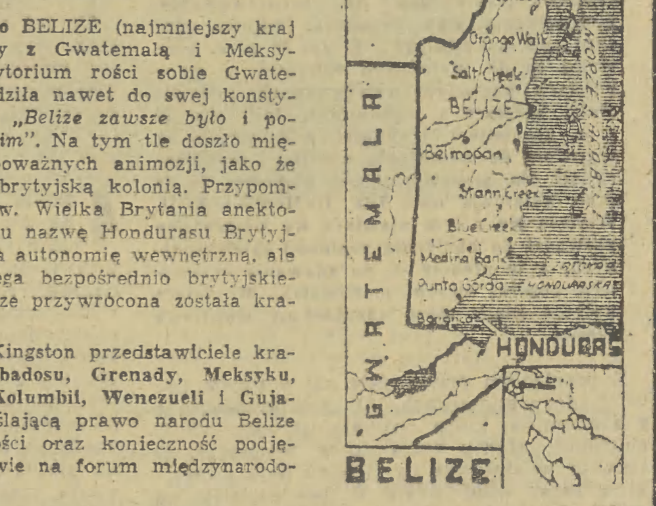 o BELIZE (najmniejszy kraj
y z Gwatemalą i Meksy-
ytorium rości sobie Gwate-
dziła nawet do swej konsty-
„Belize zawsze było i po-
im". Na tym tle doszło mię-
oważnych animozji, jako że
brytyjską kolonią. Przypom-
w. Wielka Brytania anekto-
u nazwę Hondurasu Brytyj-
a autonomię wewnętrzną, ale
ega bezpośrednio brytyjskie-
ze przywrócona została kra-
Kingston przedstawiciele kra-
badosu, Grenady, Meksyku,
Kolumbii, Wenezueli i Guja-
ślającą prawo narodu Belize
ści oraz konieczność podję-
wie na forum międzynarodo-
Orange Walk
Salt Creek
BELIZE
Belmopan
Stann Creek
Blue Creek
Medina Bank
Punta Gorda
HONDURASKA
GWATEMALA
HONDURAS
BELIZE